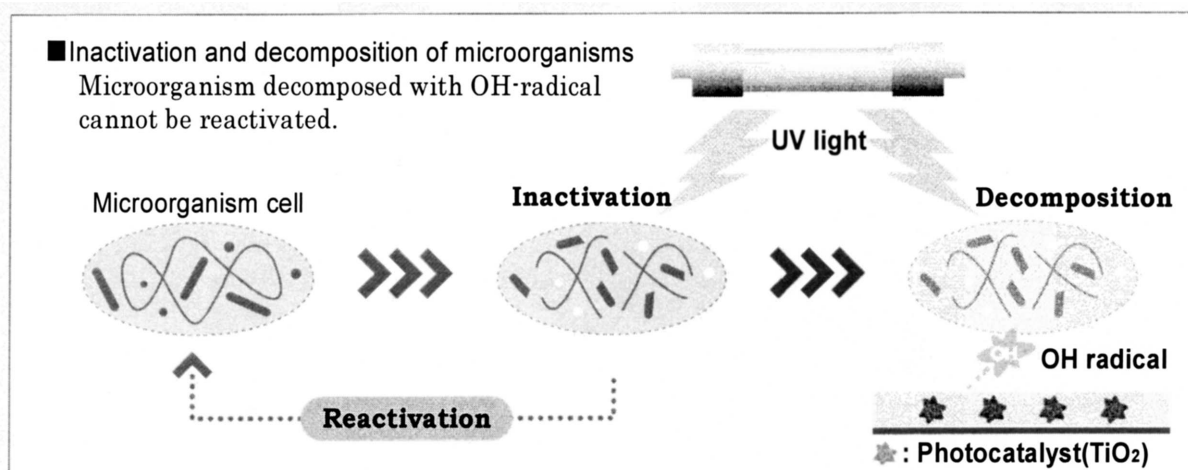 ■Inactivation and decomposition of microorganisms
Microorganism decomposed with OH-radical
cannot be reactivated.
UV light
Microorganism cell
Inactivation
Decomposition
OH
OH radical
Reactivation
: Photocatalyst(TiO₂)